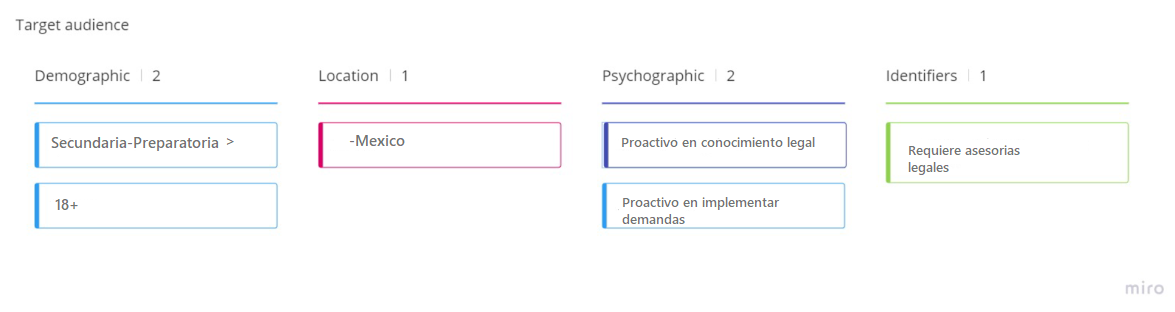 Target audience
Demographic | 2
Location | 1
Psychographic | 2
Identifiers | 1
Secundaria-Preparatoria >
-Mexico
Proactivo en conocimiento legal
Requiere asesorias
legales
18+
Proactivo en implementar
demandas
miro